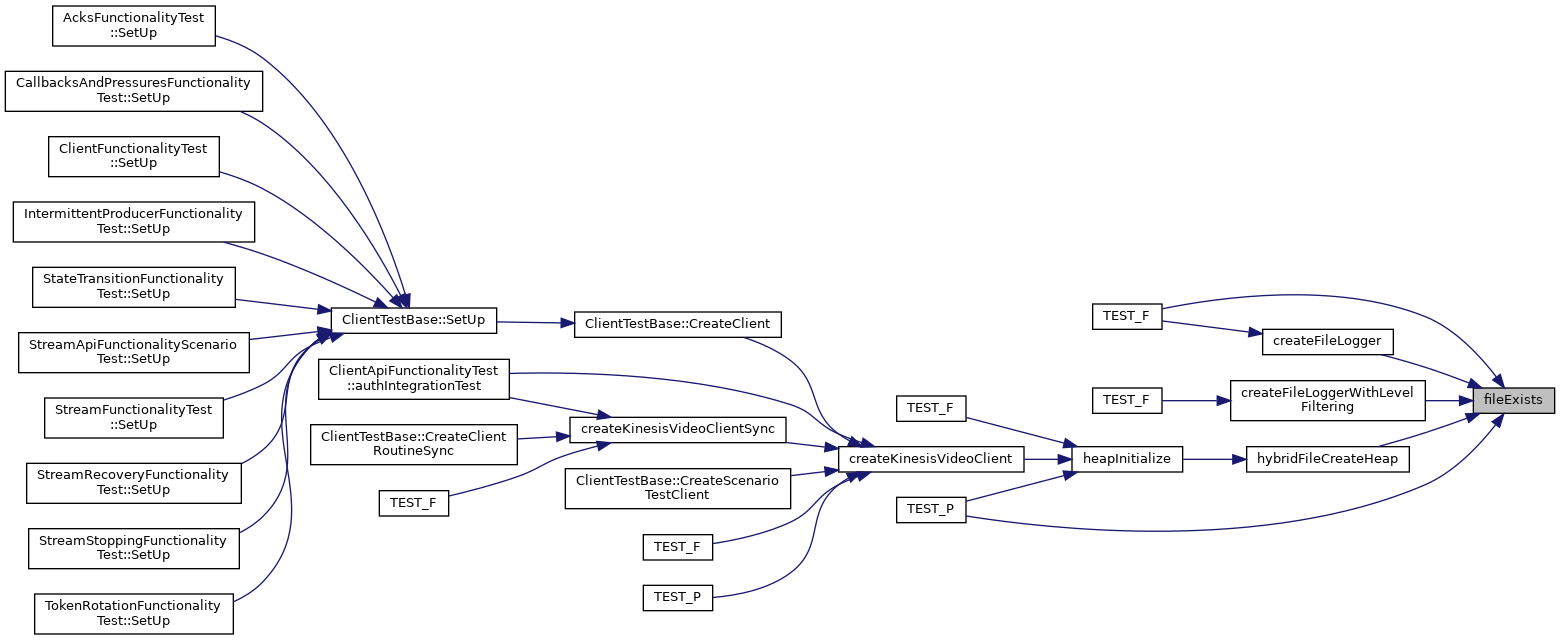 AcksFunctionalityTest
::SetUp
CallbacksAndPressuresFunctionality
Test::SetUp
ClientFunctionalityTest
::SetUp
IntermittentProducerFunctionality
Test::SetUp
StateTransitionFunctionality
Test::SetUp
StreamApiFunctionalityScenario
Test::SetUp
StreamFunctionalityTest
::SetUp
StreamRecoveryFunctionality
Test::SetUp
StreamStoppingFunctionality
Test::SetUp
TokenRotationFunctionality
Test::SetUp
ClientTestBase::SetUp
ClientApiFunctionalityTest
::authIntegrationTest
ClientTestBase::CreateClient
RoutineSync
TEST_F
ClientTestBase::CreateClient
createKinesisVideoClientSync
ClientTestBase::CreateScenario
TestClient
TEST_F
TEST_P
createKinesisVideoClient
TEST_F
TEST_P
heapInitialize
TEST_F
TEST_F
createFileLogger
createFileLoggerWithLevel
Filtering
hybridFileCreateHeap
fileExists